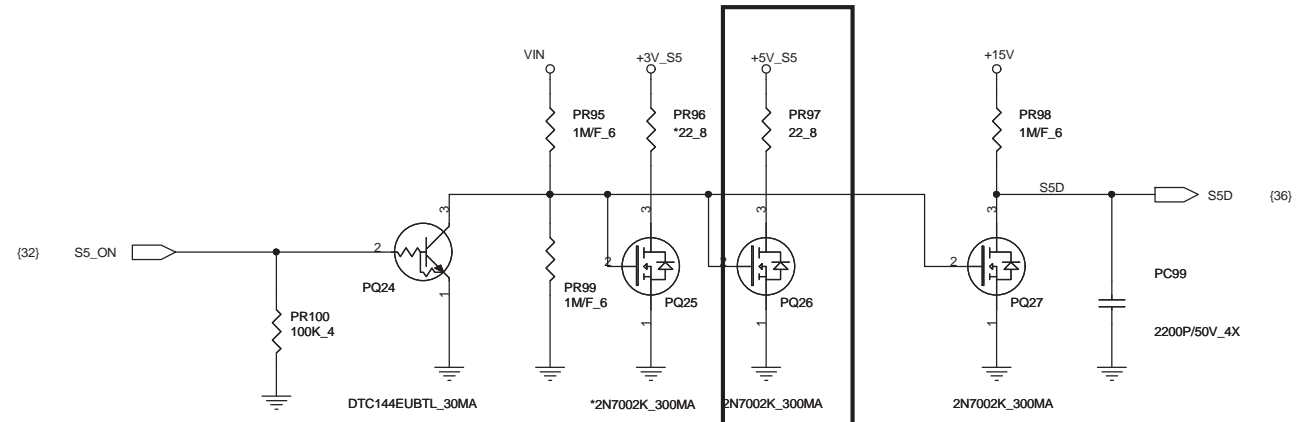 VIN
+3V_S5
+5V_S5
+15V
PR95
1M/F_6
PR96
*22_8
PR97
22_8
PR98
1M/F_6
S5D
S5D
{36}
3
3
3
3
{32}
S5_ON
2
2
2
2
PQ24
PR99
1M/F_6
PQ25
PQ26
PQ27
PC99
1
1
1
1
PR100
100K_4
2200P/50V_4X
DTC144EUBTL_30MA
*2N7002K_300MA
2N7002K_300MA
2N7002K_300MA